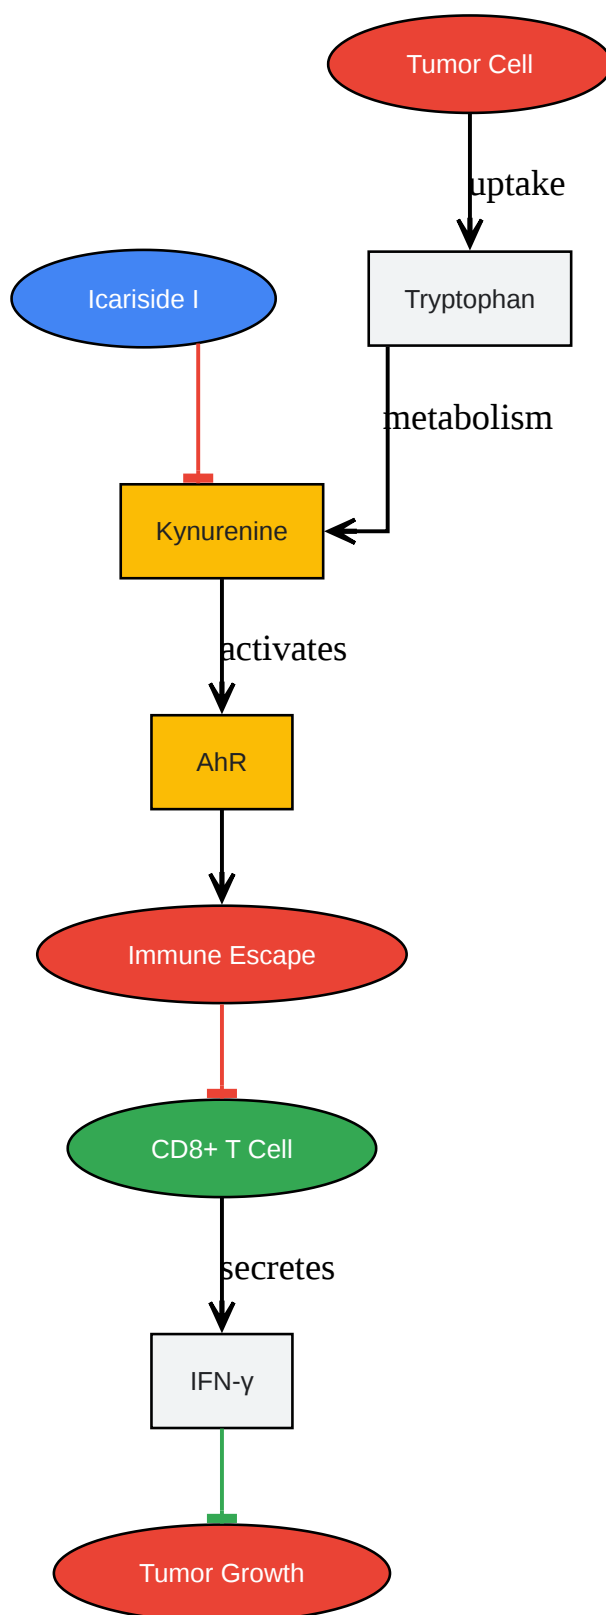 Tumor Cell
uptake
Icariside I
Tryptophan
metabolism
Kynurenine
activates
AhR
Immune Escape
CD8+ T Cell
secretes
IFN-γ
Tumor Growth